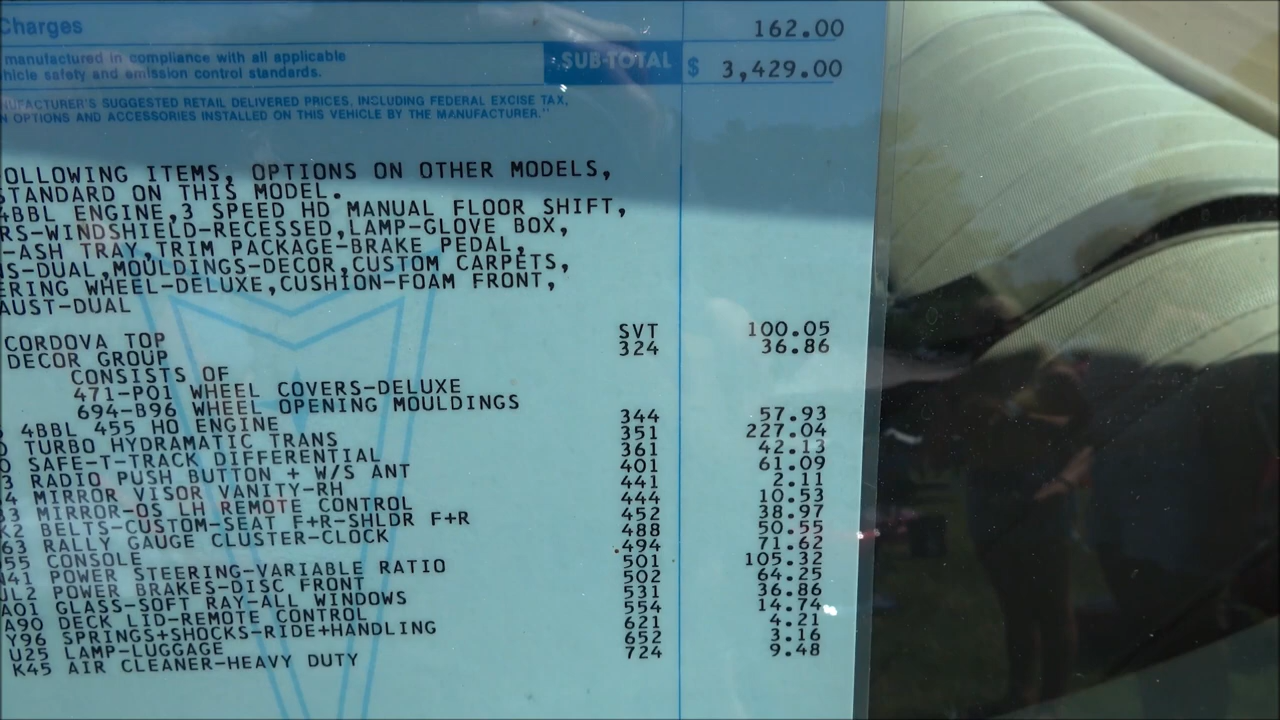 Charges 162.00
manufactured in compliance with all applicable
hicle safety and emission control standards.
SUB-TOTAL $ 3,429.00
NUFACTURER'S SUGGESTED RETAIL DELIVERED PRICES, INCLUDING FEDERAL EXCISE TAX,
N OPTIONS AND ACCESSORIES INSTALLED ON THIS VEHICLE BY THE MANUFACTURER."
OLLOWING ITEMS, OPTIONS ON OTHER MODELS,
STANDARD ON THIS MODEL.
4BBL ENGINE,3 SPEED HD MANUAL FLOOR SHIFT,
RS-WINDSHIELD-RECESSED,LAMP-GLOVE BOX,
-ASH TRAY,TRIM PACKAGE-BRAKE PEDAL,
NS-DUAL,MOULDINGS-DECOR,CUSTOM CARPETS,
ERING WHEEL-DELUXE,CUSHION-FOAM FRONT,
AUST-DUAL
CORDOVA TOP SVT 100.05
DECOR GROUP 324 36.86
CONSISTS OF
471-P01 WHEEL COVERS-DELUXE
694-B96 WHEEL OPENING MOULDINGS
4BBL 455 HO ENGINE 344 57.93
TURBO HYDRAMATIC TRANS 351 227.04
SAFE-T-TRACK DIFFERENTIAL 361 42.13
3 RADIO PUSH BUTTON + W/S ANT 401 61.09
4 MIRROR VISOR VANITY-RH 441 2.11
33 MIRROR-OS LH REMOTE CONTROL 444 10.53
K2 BELTS-CUSTOM-SEAT F+R-SHLDR F+R 452 38.97
63 RALLY GAUGE CLUSTER-CLOCK 488 50.55
55 CONSOLE 494 71.62
N41 POWER STEERING-VARIABLE RATIO 501 105.32
JL2 POWER BRAKES-DISC FRONT 502 64.25
A01 GLASS-SOFT RAY-ALL WINDOWS 531 36.86
A90 DECK LID-REMOTE CONTROL 554 14.74
Y96 SPRINGS+SHOCKS-RIDE+HANDLING 621 4.21
U25 LAMP-LUGGAGE 652 3.16
K45 AIR CLEANER-HEAVY DUTY 724 9.48